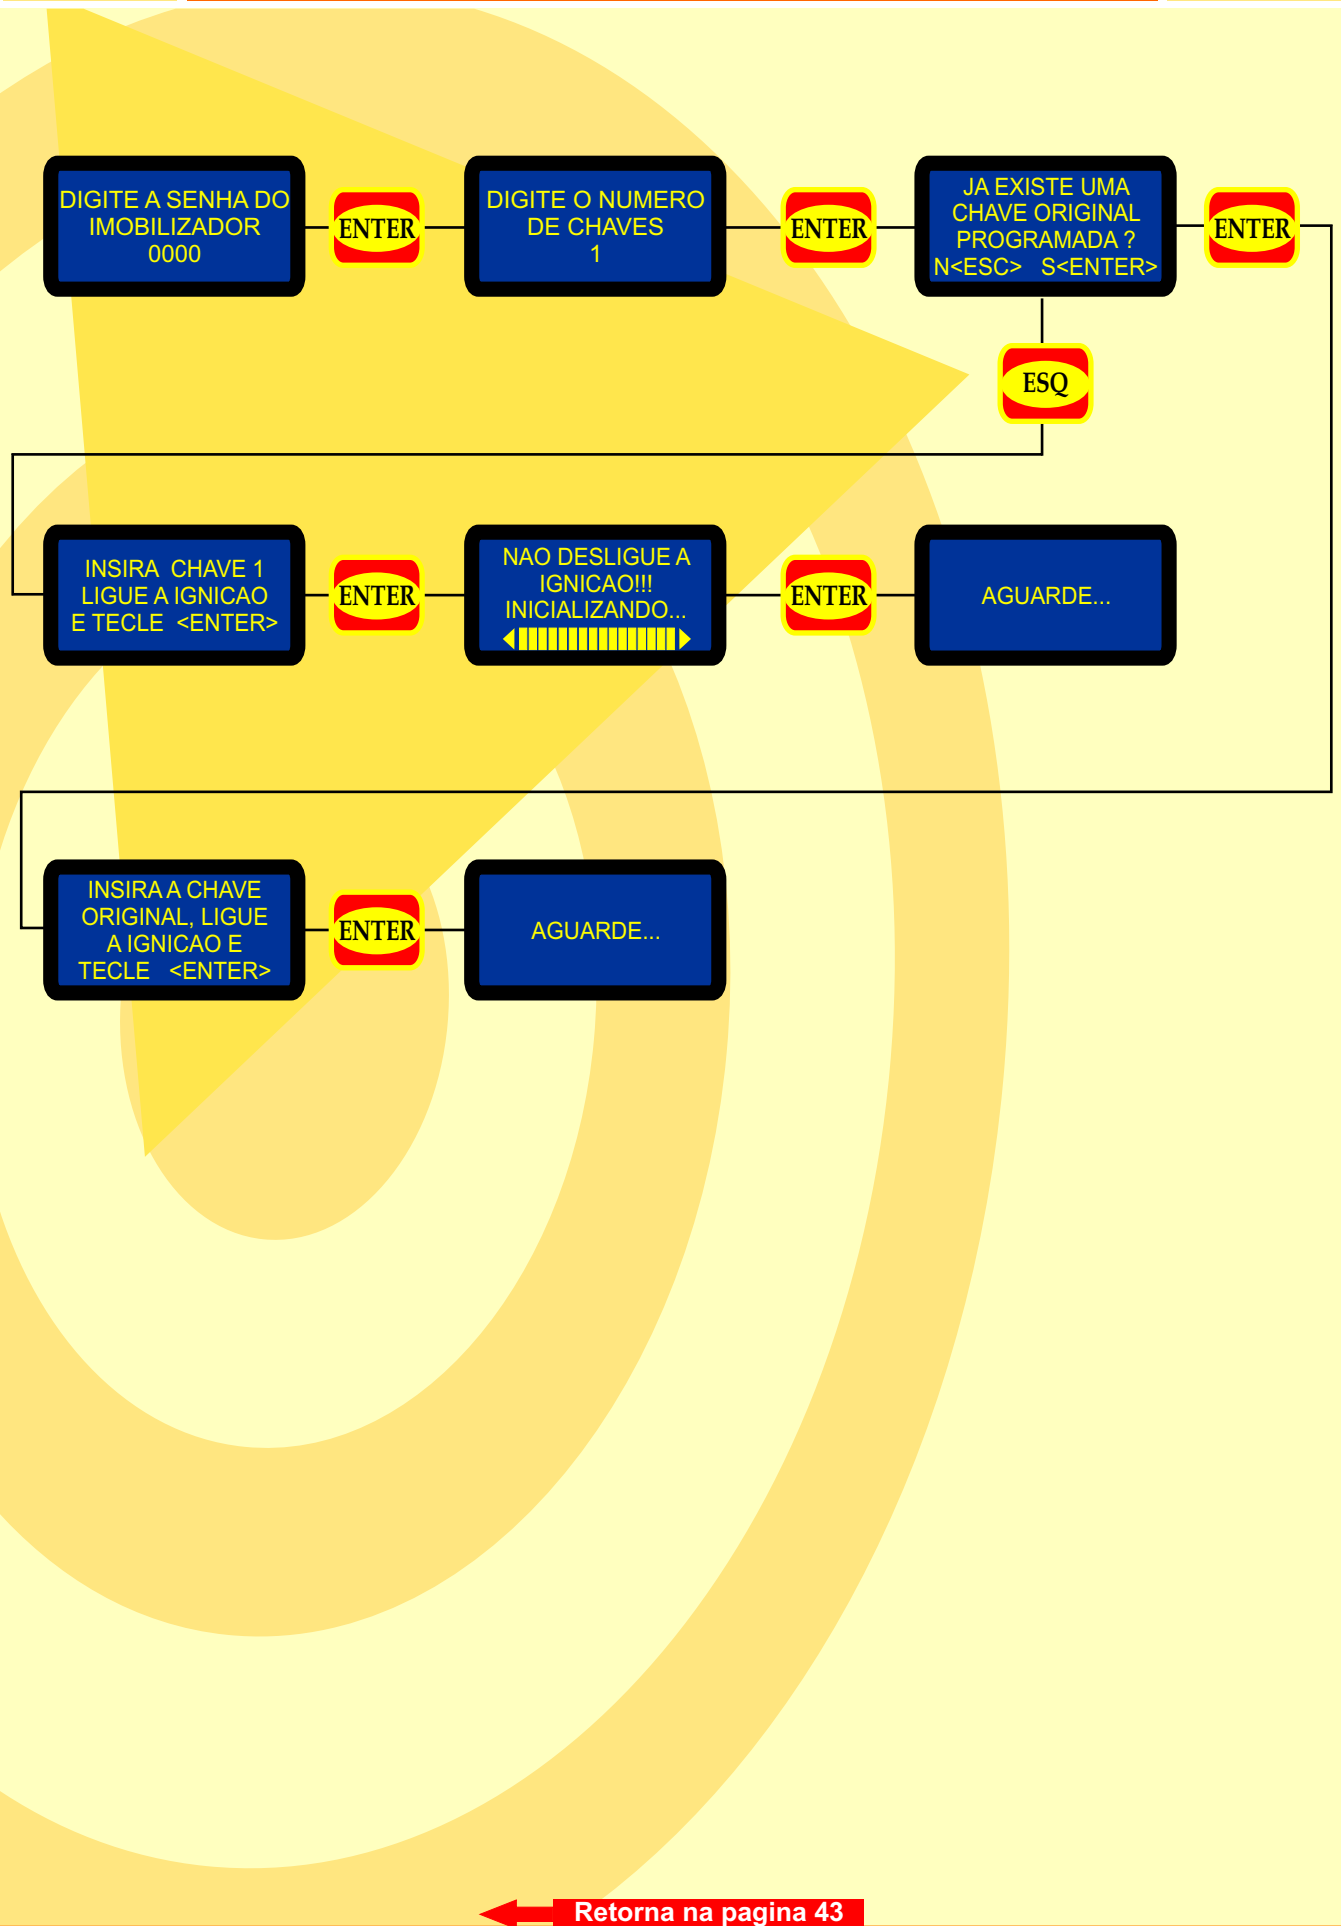 DIGITE A SENHA DO
IMOBILIZADOR
0000
ENTER
DIGITE O NUMERO
DE CHAVES
1
ENTER
JA EXISTE UMA
CHAVE ORIGINAL
PROGRAMADA ?
N<ESC> S<ENTER>
ENTER
ESQ
INSIRA CHAVE 1
LIGUE A IGNICAO
E TECLE <ENTER>
ENTER
NAO DESLIGUE A
IGNICAO!!!
INICIALIZANDO...
ENTER
AGUARDE...
INSIRA A CHAVE
ORIGINAL, LIGUE
A IGNICAO E
TECLE <ENTER>
ENTER
AGUARDE...
Retorna na pagina 43